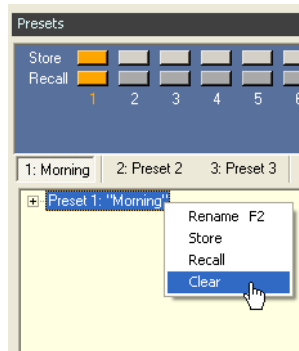 Presets
Store
Recall
1 2 3 4 5
1: Morning 2: Preset 2 3: Preset 3
Preset 1: "Morning"
Rename F2
Store
Recall
Clear